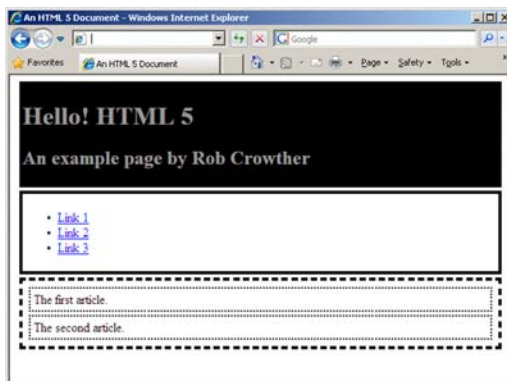 An HTML 5 Document - Windows Internet Explorer
Google
Favorites
An HTML 5 Document
Page
Safety
Tools
Hello! HTML 5
An example page by Rob Crowther
Link 1
Link 2
Link 3
The first article.
The second article.